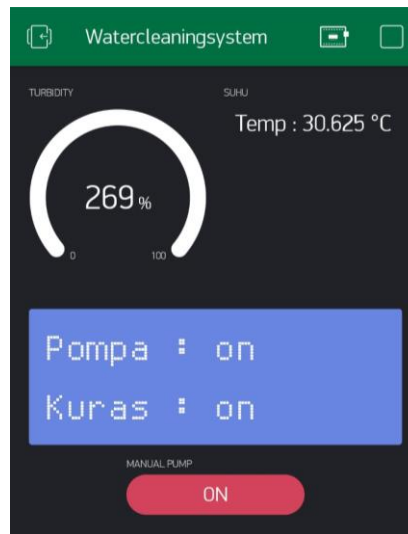 Watercleaningsystem
TURBIDITY
SUHU
Temp : 30.625 °C
269 %
0 100
Pompa : on
Kuras : on
MANUAL PUMP
ON